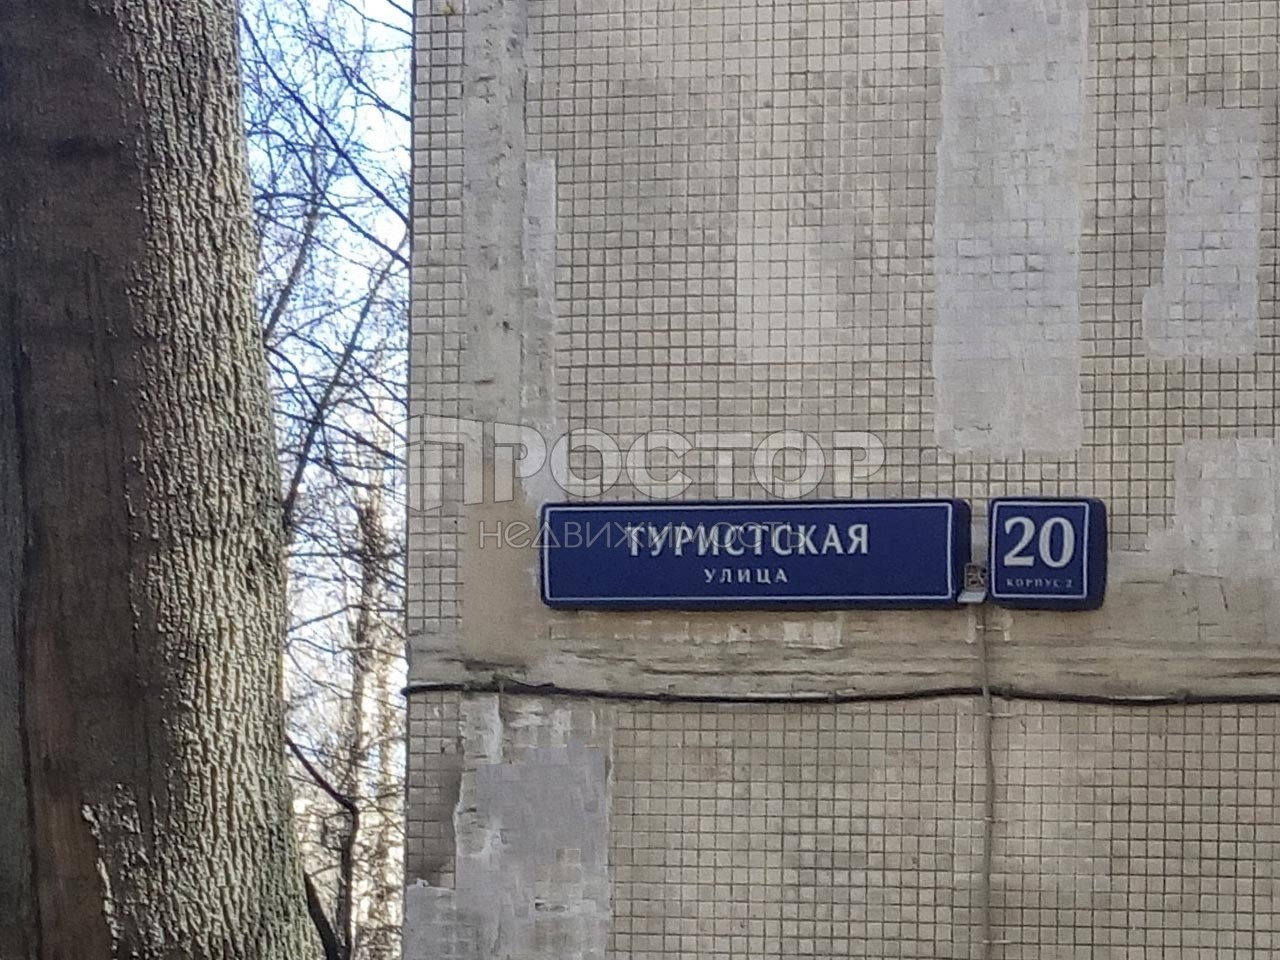 ПРОСТОР
НЕДВИЖИМОСТЬ
ТУРИСТСКАЯ
УЛИЦА
20
КОРПУС 2